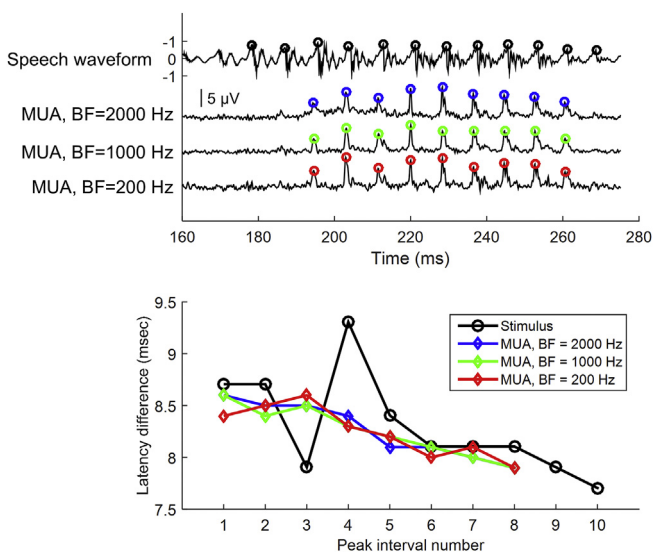 Speech waveform
-1
0
-1
5 µV
MUA, BF=2000 Hz
MUA, BF=1000 Hz
MUA, BF=200 Hz
160 180 200 220 240 260 280
Time (ms)
9.5
9
8.5
8
7.5
Latency difference (msec)
Stimulus
MUA, BF = 2000 Hz
MUA, BF = 1000 Hz
MUA, BF = 200 Hz
1 2 3 4 5 6 7 8 9 10
Peak interval number